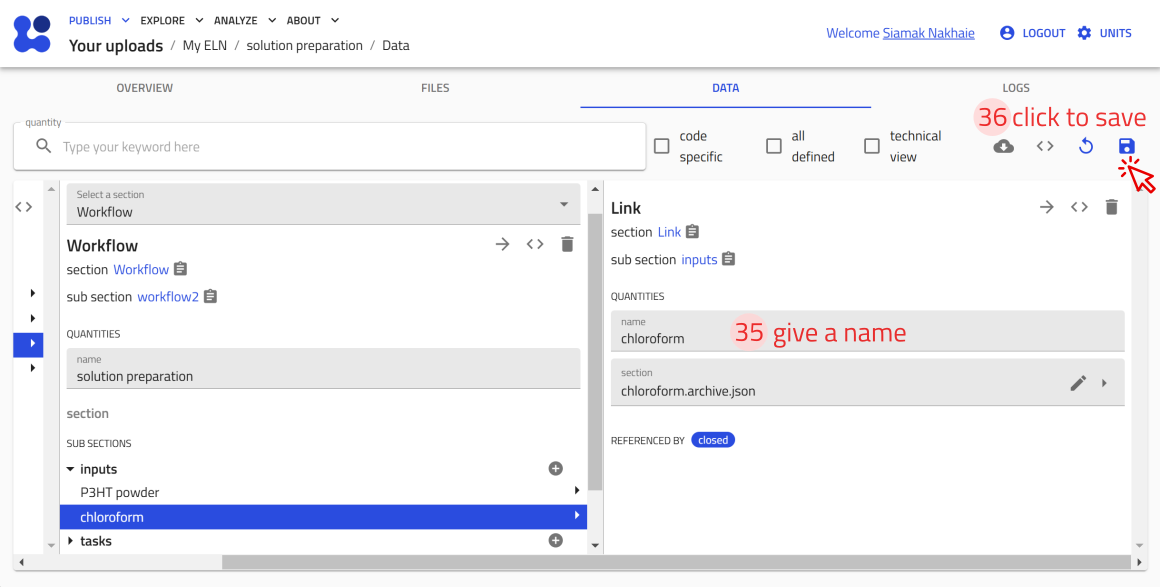 PUBLISH EXPLORE ANALYZE ABOUT
Your uploads / My ELN / solution preparation / Data
Welcome Siamak Nakhaie LOGOUT UNITS
OVERVIEW FILES DATA LOGS
36 click to save
quantity
Type your keyword here
code specific
all defined
technical view
<>
Select a section
Workflow
Workflow
<>
section Workflow
sub section workflow2
QUANTITIES
name
solution preparation
section
SUB SECTIONS
inputs
P3HT powder
chloroform
tasks
Link
<>
section Link
sub section inputs
QUANTITIES
name
chloroform
35 give a name
section
chloroform.archive.json
REFERENCED BY closed